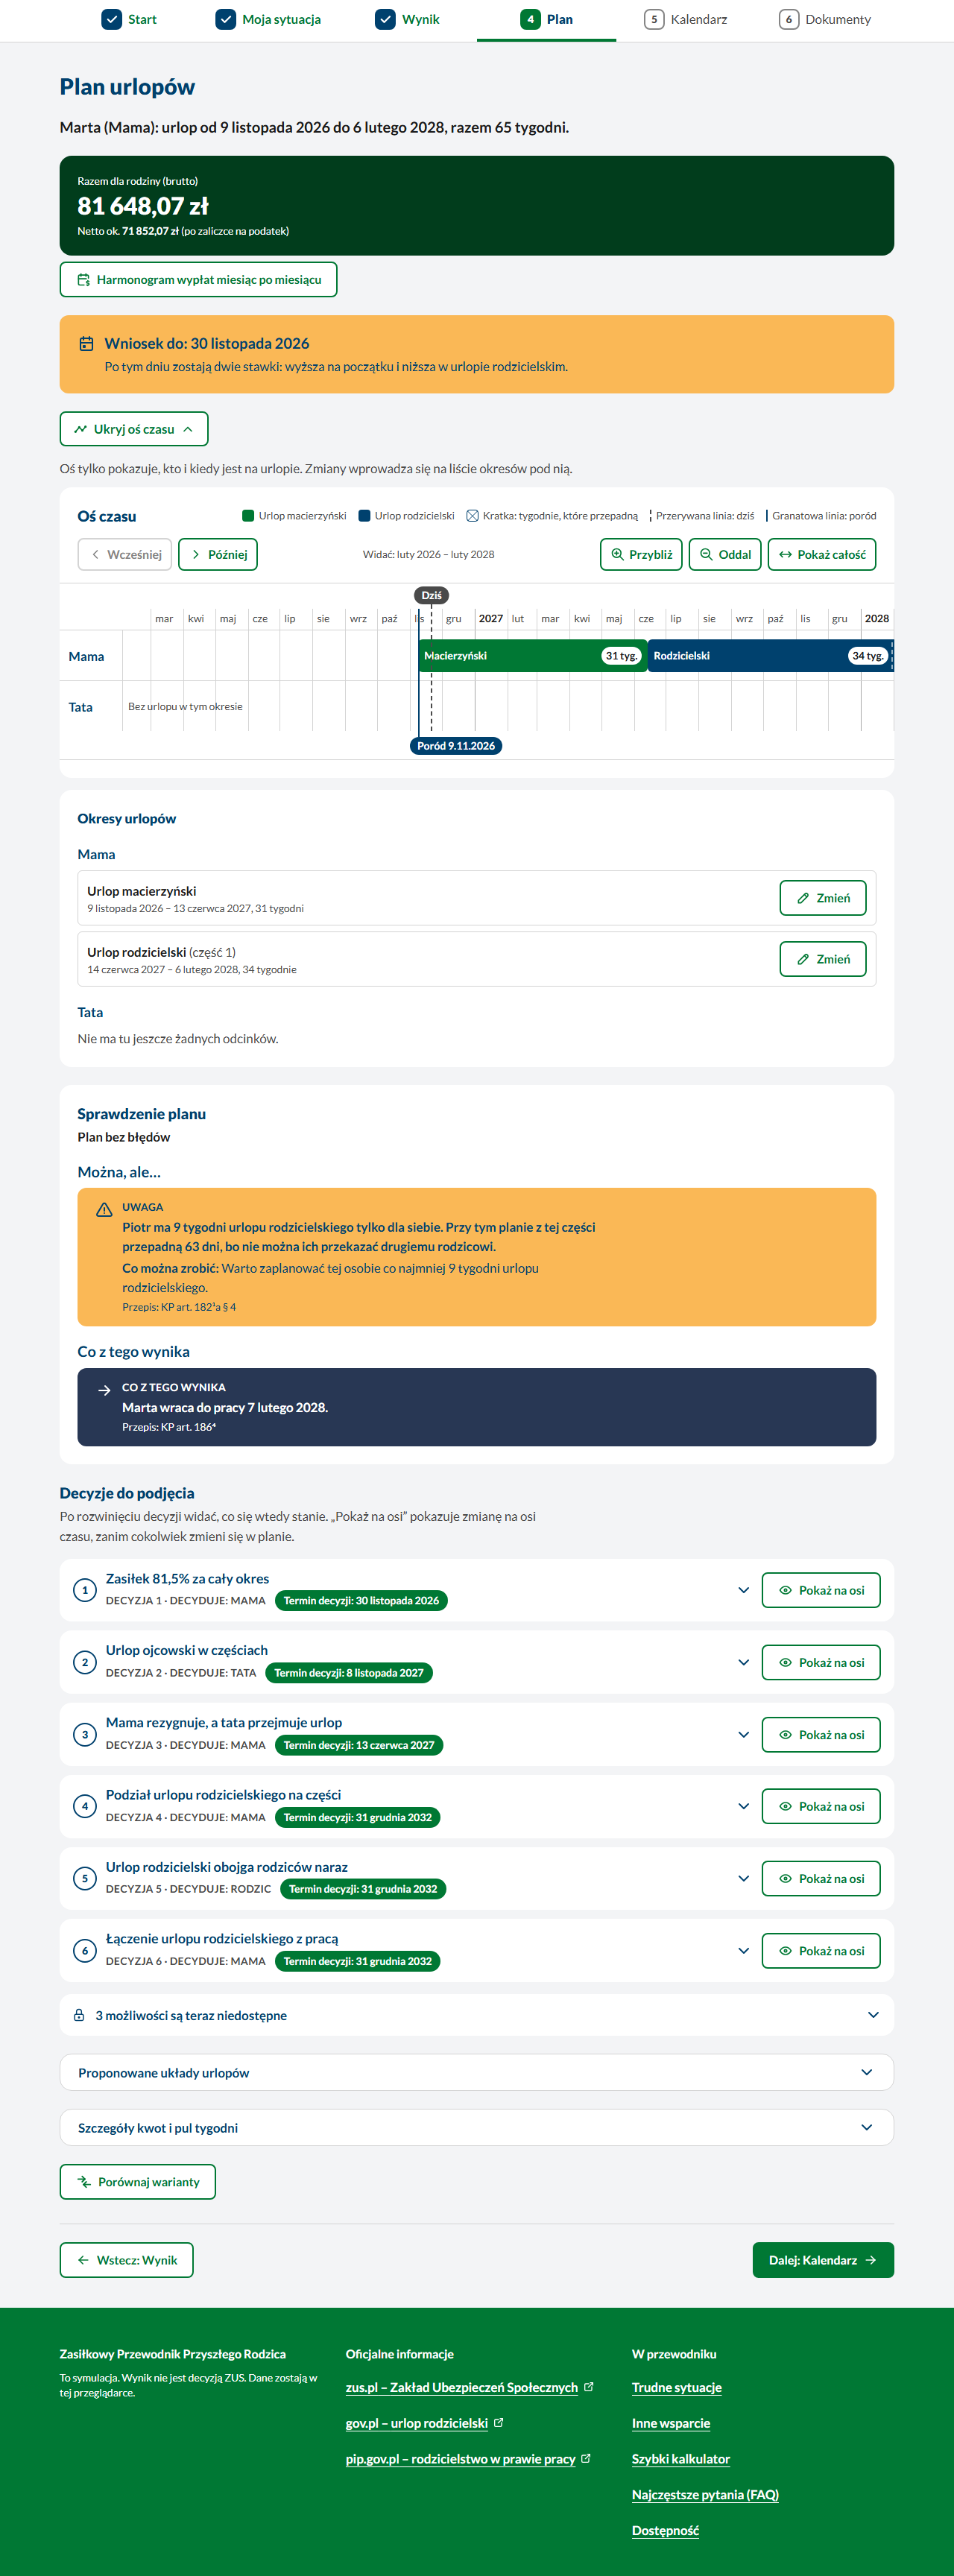 Start
Moja sytuacja
Wynik
4 Plan
5 Kalendarz
6 Dokumenty
Plan urlopów
Marta (Mama): urlop od 9 listopada 2026 do 6 lutego 2028, razem 65 tygodni.
Razem dla rodziny (brutto)
81 648,07 zł
Netto ok. 71 852,07 zł (po zaliczce na podatek)
Harmonogram wypłat miesiąc po miesiącu
Wniosek do: 30 listopada 2026
Po tym dniu zostają dwie stawki: wyższa na początku i niższa w urlopie rodzicielskim.
Ukryj oś czasu
Oś tylko pokazuje, kto i kiedy jest na urlopie. Zmiany wprowadza się na liście okresów pod nią.
Oś czasu
Urlop macierzyński
Urlop rodzicielski
Kratka: tygodnie, które przepadną
Przerywana linia: dziś
Granatowa linia: poród
Wcześniej
Później
Widać: luty 2026 – luty 2028
Przybliż
Oddal
Pokaż całość
Dziś
mar kwi maj cze lip sie wrz paź lis gru 2027 lut mar kwi maj cze lip sie wrz paź lis gru 2028
Mama
Macierzyński
31 tyg.
Rodzicielski
34 tyg.
Tata
Bez urlopu w tym okresie
Poród 9.11.2026
Okresy urlopów
Mama
Urlop macierzyński
9 listopada 2026 – 13 czerwca 2027, 31 tygodni
Zmień
Urlop rodzicielski (część 1)
14 czerwca 2027 – 6 lutego 2028, 34 tygodnie
Zmień
Tata
Nie ma tu jeszcze żadnych odcinków.
Sprawdzenie planu
Plan bez błędów
Można, ale...
UWAGA
Piotr ma 9 tygodni urlopu rodzicielskiego tylko dla siebie. Przy tym planie z tej części
przepadną 63 dni, bo nie można ich przekazać drugiemu rodzicowi.
Co można zrobić: Warto zaplanować tej osobie co najmniej 9 tygodni urlopu
rodzicielskiego.
Przepis: KP art. 182¹a § 4
Co z tego wynika
CO Z TEGO WYNIKA
Marta wraca do pracy 7 lutego 2028.
Przepis: KP art. 186⁴
Decyzje do podjęcia
Po rozwinięciu decyzji widać, co się wtedy stanie. „Pokaż na osi” pokazuje zmianę na osi
czasu, zanim cokolwiek zmieni się w planie.
1
Zasiłek 81,5% za cały okres
DECYZJA 1 · DECYDUJE: MAMA
Termin decyzji: 30 listopada 2026
Pokaż na osi
2
Urlop ojcowski w częściach
DECYZJA 2 · DECYDUJE: TATA
Termin decyzji: 8 listopada 2027
Pokaż na osi
3
Mama rezygnuje, a tata przejmuje urlop
DECYZJA 3 · DECYDUJE: MAMA
Termin decyzji: 13 czerwca 2027
Pokaż na osi
4
Podział urlopu rodzicielskiego na części
DECYZJA 4 · DECYDUJE: MAMA
Termin decyzji: 31 grudnia 2032
Pokaż na osi
5
Urlop rodzicielski obojga rodziców naraz
DECYZJA 5 · DECYDUJE: RODZIC
Termin decyzji: 31 grudnia 2032
Pokaż na osi
6
Łączenie urlopu rodzicielskiego z pracą
DECYZJA 6 · DECYDUJE: MAMA
Termin decyzji: 31 grudnia 2032
Pokaż na osi
3 możliwości są teraz niedostępne
Proponowane układy urlopów
Szczegóły kwot i pul tygodni
Porównaj warianty
Wstecz: Wynik
Dalej: Kalendarz
Zasiłkowy Przewodnik Przyszłego Rodzica
To symulacja. Wynik nie jest decyzją ZUS. Dane zostają w
tej przeglądarce.
Oficjalne informacje
zus.pl – Zakład Ubezpieczeń Społecznych
gov.pl – urlop rodzicielski
pip.gov.pl – rodzicielstwo w prawie pracy
W przewodniku
Trudne sytuacje
Inne wsparcie
Szybki kalkulator
Najczęstsze pytania (FAQ)
Dostępność